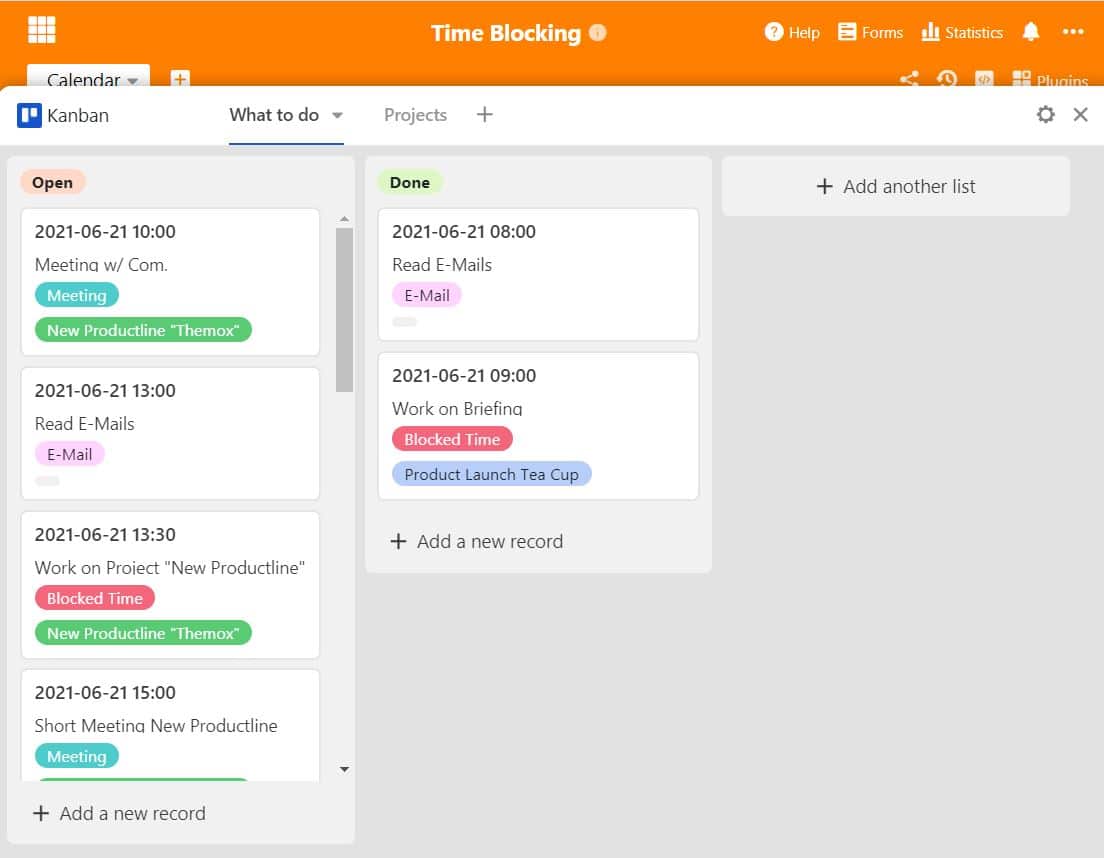 Time Blocking
Help
Forms
Statistics
Calendar
Plugins
Kanban
What to do
Projects
Open
2021-06-21 10:00
Meeting w/ Com.
Meeting
New Productline "Themox"
2021-06-21 13:00
Read E-Mails
E-Mail
2021-06-21 13:30
Work on Project "New Productline"
Blocked Time
New Productline "Themox"
2021-06-21 15:00
Short Meeting New Productline
Meeting
Add a new record
Done
2021-06-21 08:00
Read E-Mails
E-Mail
2021-06-21 09:00
Work on Briefing
Blocked Time
Product Launch Tea Cup
Add a new record
Add another list